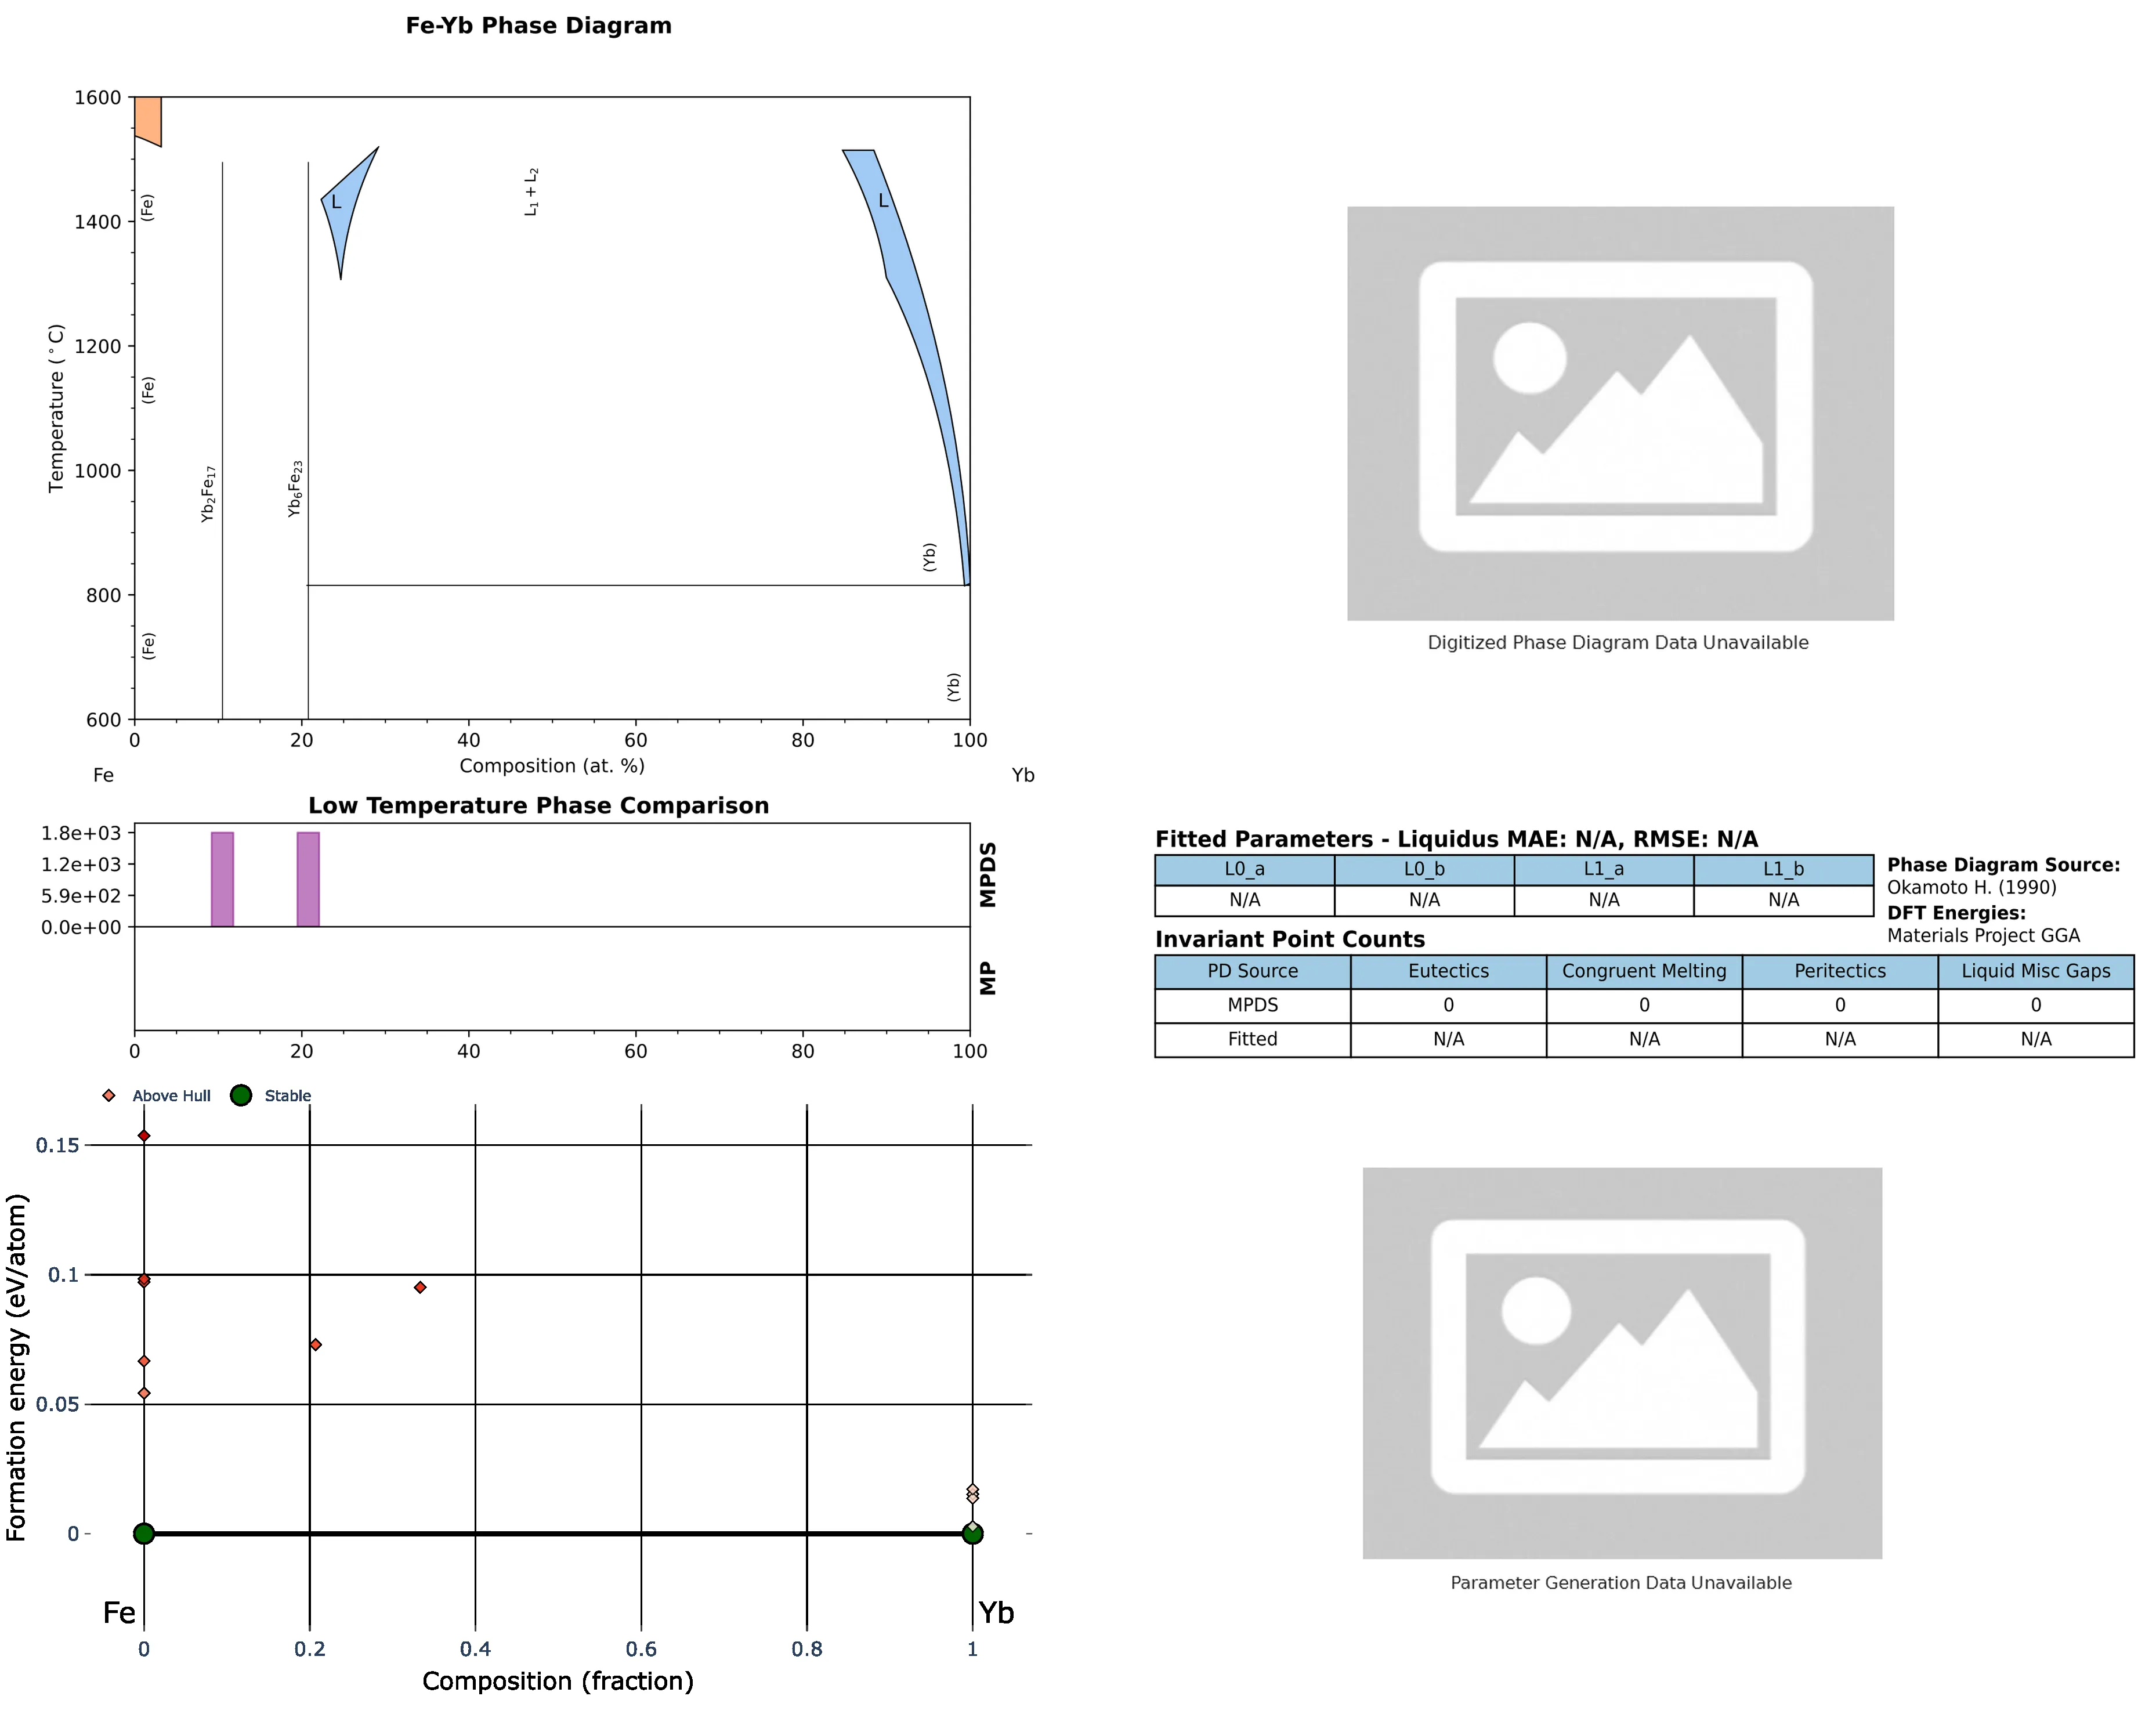 Fe-Yb Phase Diagram
1600
1400
1200
1000
800
600
Temperature (°C)
(Fe)
(Fe)
(Fe)
Yb2Fe17
Yb6Fe23
L
L1 + L2
L
(Yb)
(Yb)
0 20 40 60 80 100
Composition (at. %)
Fe Yb
Digitized Phase Diagram Data Unavailable
Low Temperature Phase Comparison
1.8e+03
1.2e+03
5.9e+02
0.0e+00
MPDS
MP
0 20 40 60 80 100
Fitted Parameters - Liquidus MAE: N/A, RMSE: N/A
L0_a L0_b L1_a L1_b
N/A N/A N/A N/A
Phase Diagram Source:
Okamoto H. (1990)
DFT Energies:
Materials Project GGA
Invariant Point Counts
PD Source Eutectics Congruent Melting Peritectics Liquid Misc Gaps
MPDS 0 0 0 0
Fitted N/A N/A N/A N/A
Above Hull Stable
0.15
0.1
0.05
0
Formation energy (eV/atom)
Fe Yb
0 0.2 0.4 0.6 0.8 1
Composition (fraction)
Parameter Generation Data Unavailable